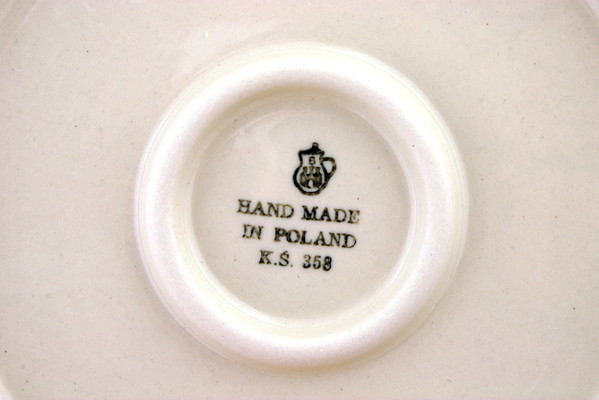 HAND MADE
IN POLAND
K.Ś. 358